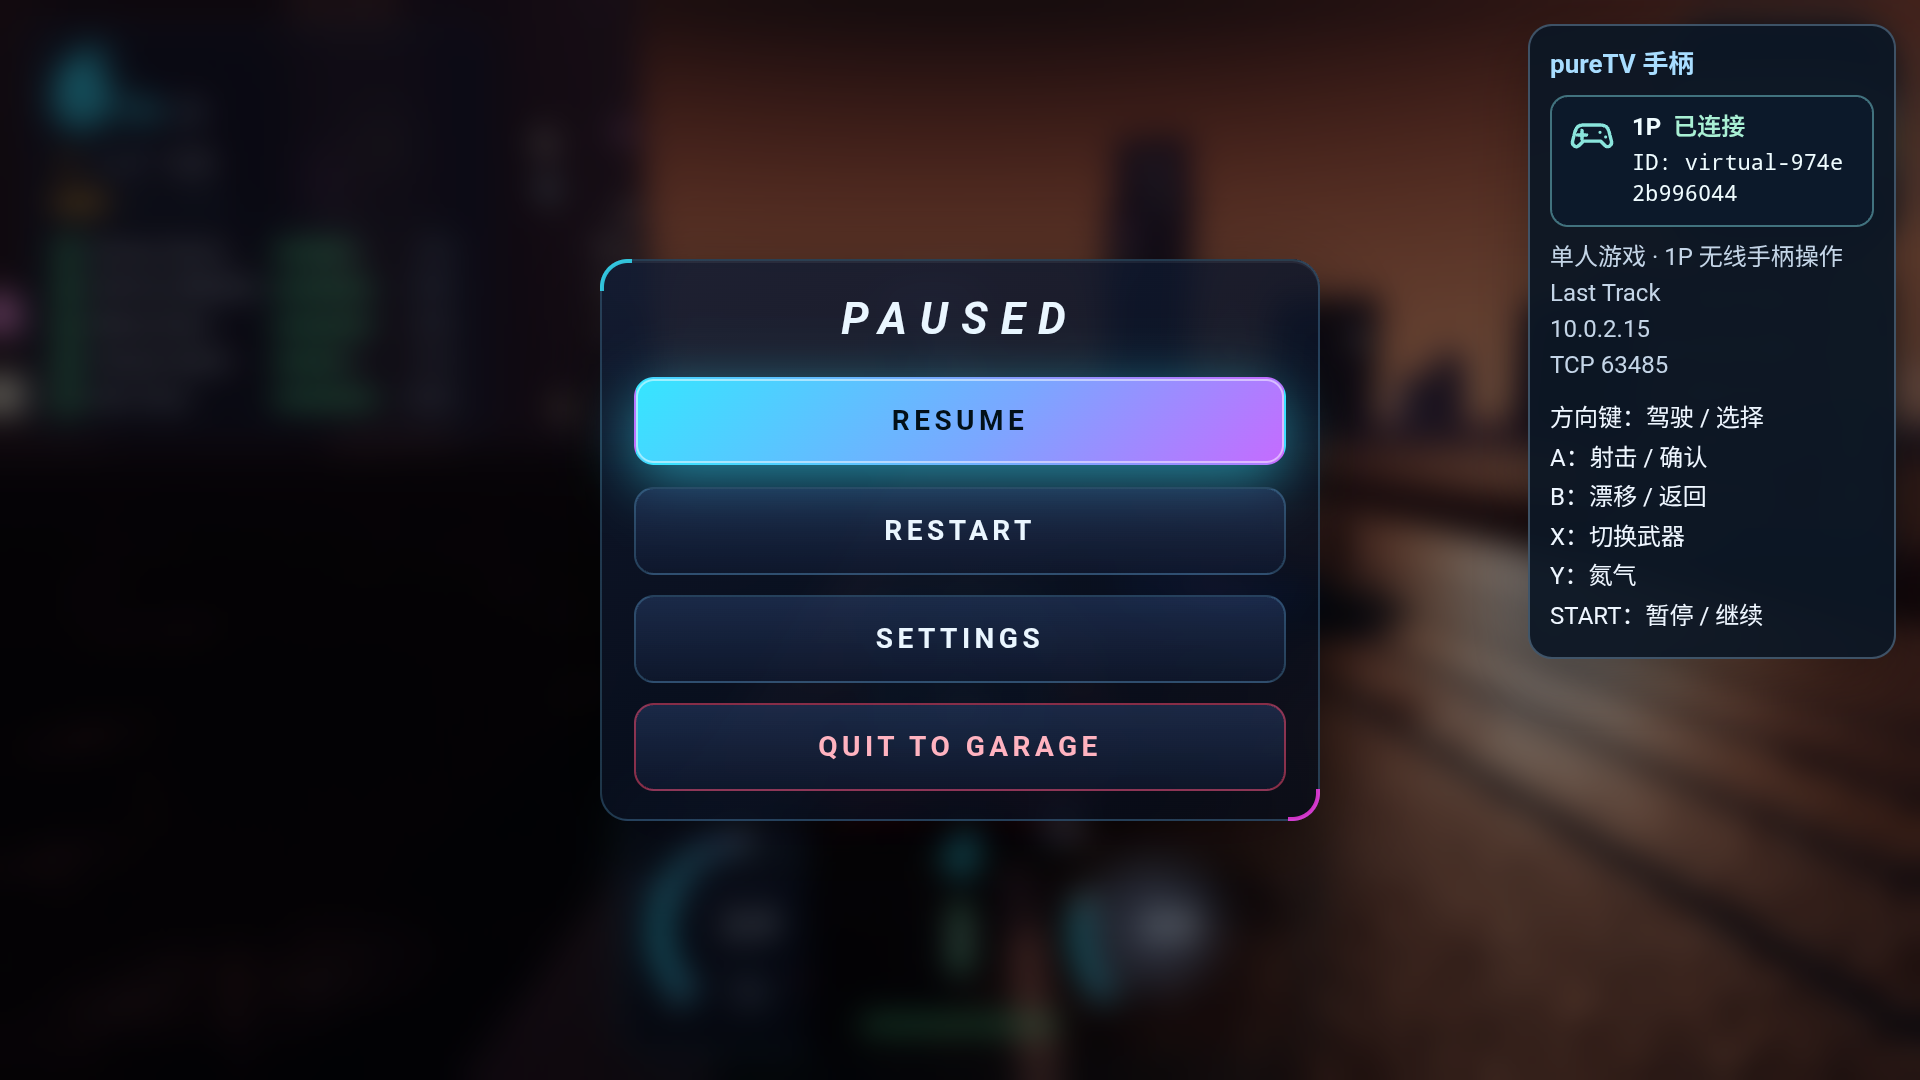 PAUSED
RESUME
RESTART
SETTINGS
QUIT TO GARAGE
pureTV 手柄
1P 已连接
ID: virtual-974e
2b996044
单人游戏 · 1P 无线手柄操作
Last Track
10.0.2.15
TCP 63485
方向键：驾驶 / 选择
A：射击 / 确认
B：漂移 / 返回
X：切换武器
Y：氮气
START：暂停 / 继续